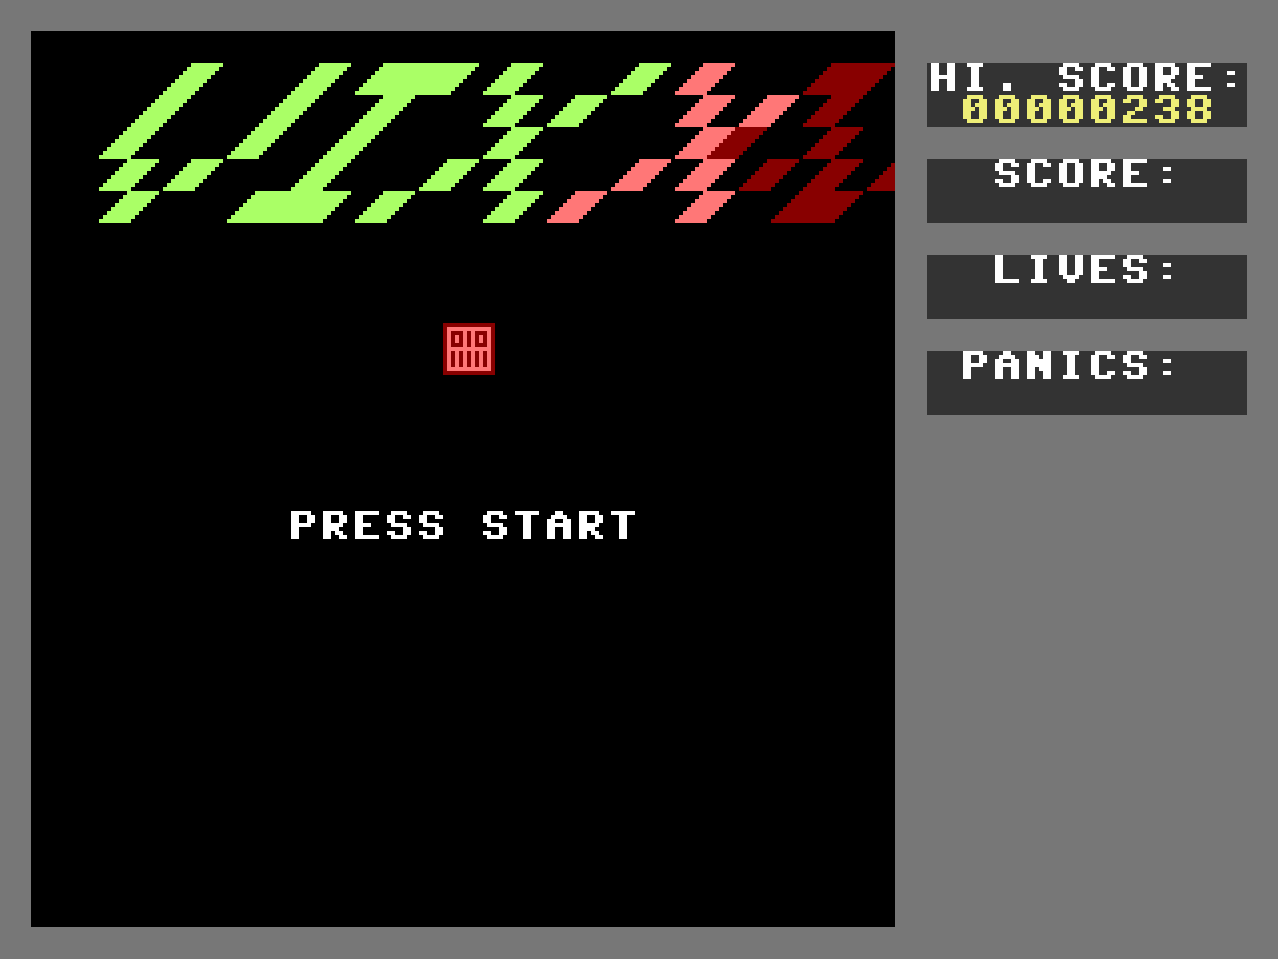 HI. SCORE:
00000238
SCORE:
LIVES:
PANICS:
PRESS START